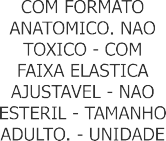 COM FORMATO
ANATOMICO. NAO
TOXICO - COM
FAIXA ELASTICA
AJUSTAVEL - NAO
ESTERIL - TAMANHO
ADULTO. - UNIDADE